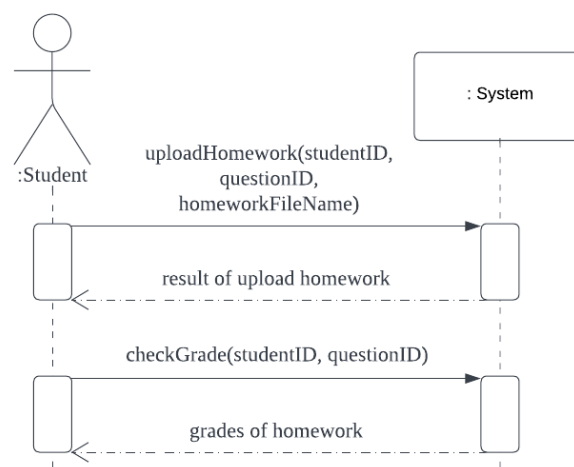 : System
:Student
uploadHomework(studentID,
questionID,
homeworkFileName)
result of upload homework
checkGrade(studentID, questionID)
grades of homework